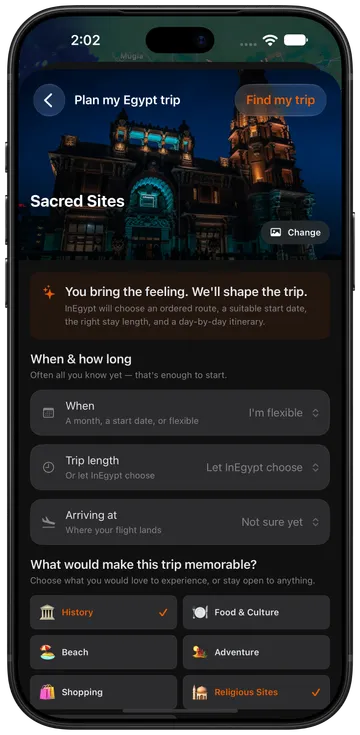 2:02
Mugla
Plan my Egypt trip
Find my trip
Sacred Sites
Change
You bring the feeling. We'll shape the trip.
InEgypt will choose an ordered route, a suitable start date,
the right stay length, and a day-by-day itinerary.
When & how long
Often all you know yet — that's enough to start.
When
I'm flexible
A month, a start date, or flexible
Trip length
Let InEgypt choose
Or let InEgypt choose
Arriving at
Not sure yet
Where your flight lands
What would make this trip memorable?
Choose what you would love to experience, or stay open to anything.
History
Food & Culture
Beach
Adventure
Shopping
Religious Sites